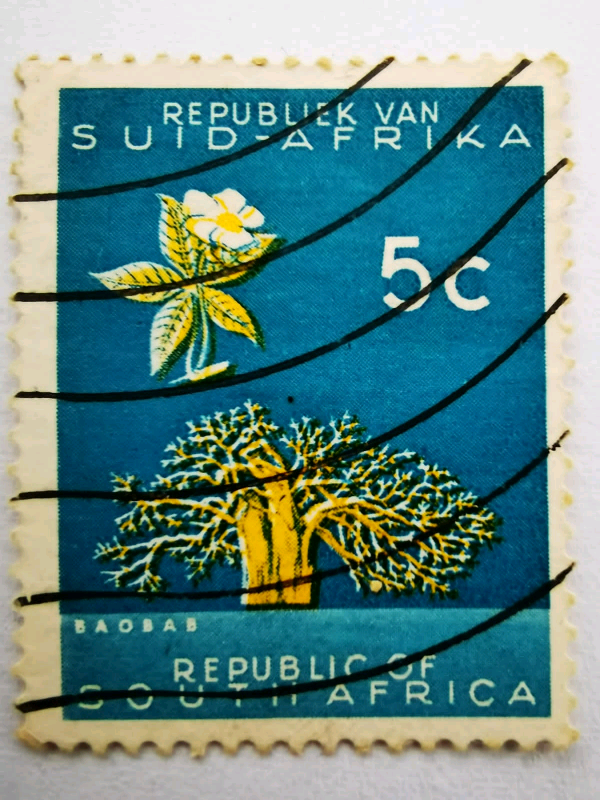 REPUBLIEK VAN
SUID-AFRIKA
5c
BAOBAB
REPUBLIC OF
SOUTH AFRICA